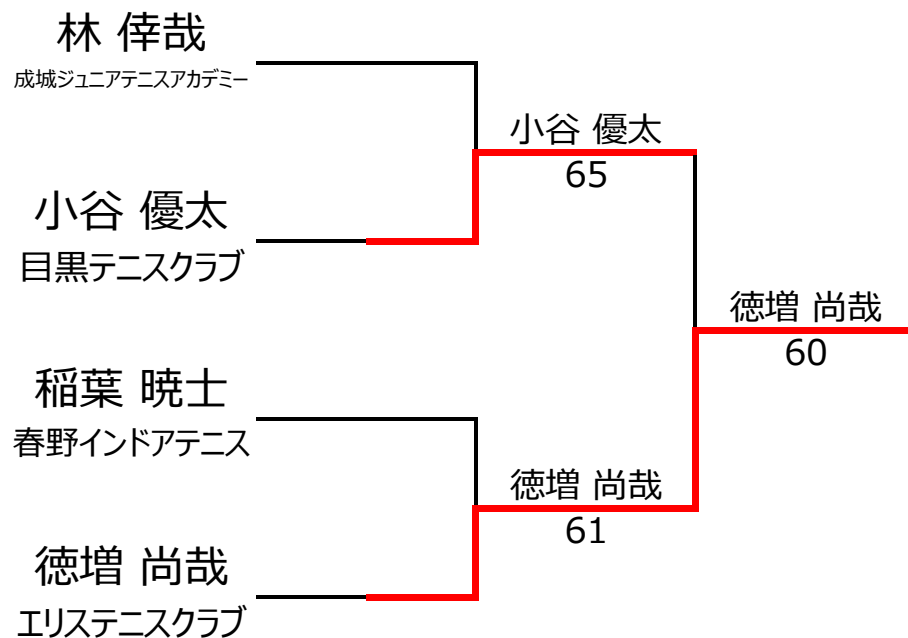 林 倖哉
成城ジュニアテニスアカデミー
小谷 優太
65
小谷 優太
目黒テニスクラブ
徳増 尚哉
60
稲葉 暁士
春野インドアテニス
徳増 尚哉
61
徳増 尚哉
エリステニスクラブ